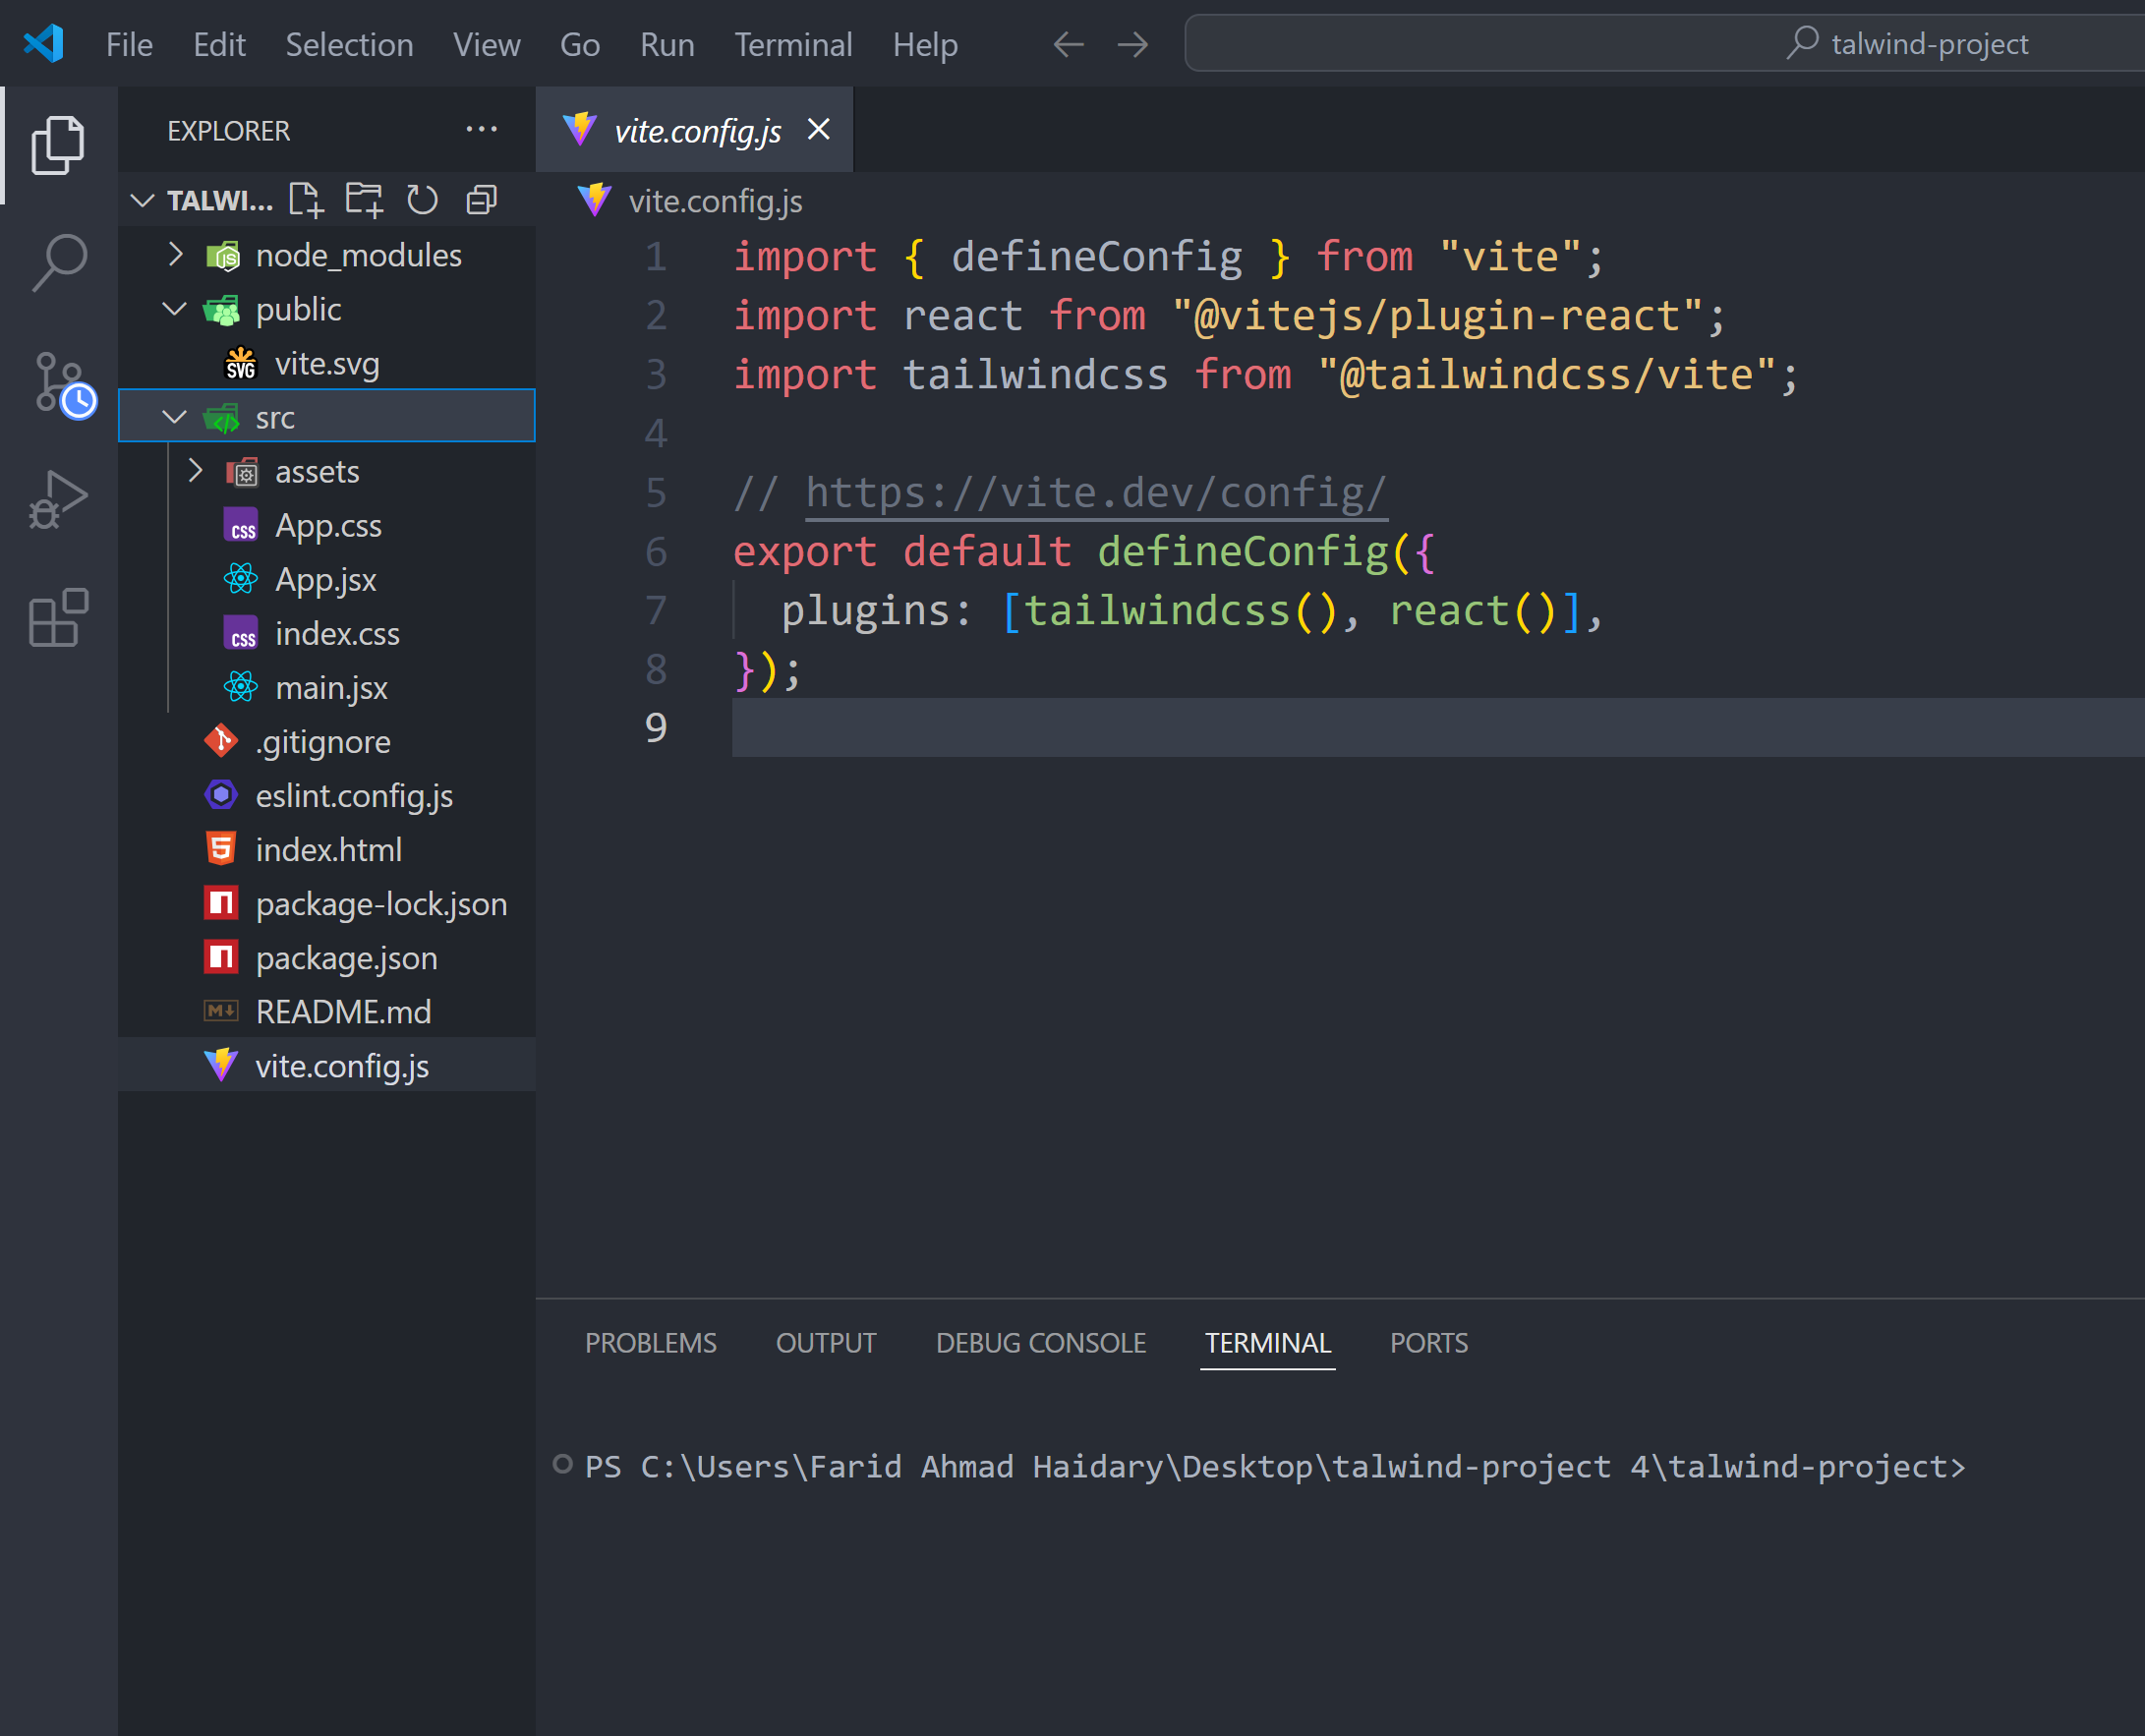 File Edit Selection View Go Run Terminal Help talwind-project
EXPLORER
TALWI...
node_modules
public
vite.svg
src
assets
App.css
App.jsx
index.css
main.jsx
.gitignore
eslint.config.js
index.html
package-lock.json
package.json
README.md
vite.config.js
vite.config.js
vite.config.js
1 import { defineConfig } from "vite";
2 import react from "@vitejs/plugin-react";
3 import tailwindcss from "@tailwindcss/vite";
4
5 // https://vite.dev/config/
6 export default defineConfig({
7 plugins: [tailwindcss(), react()],
8 });
9
PROBLEMS OUTPUT DEBUG CONSOLE TERMINAL PORTS
PS C:\Users\Farid Ahmad Haidary\Desktop\talwind-project 4\talwind-project>